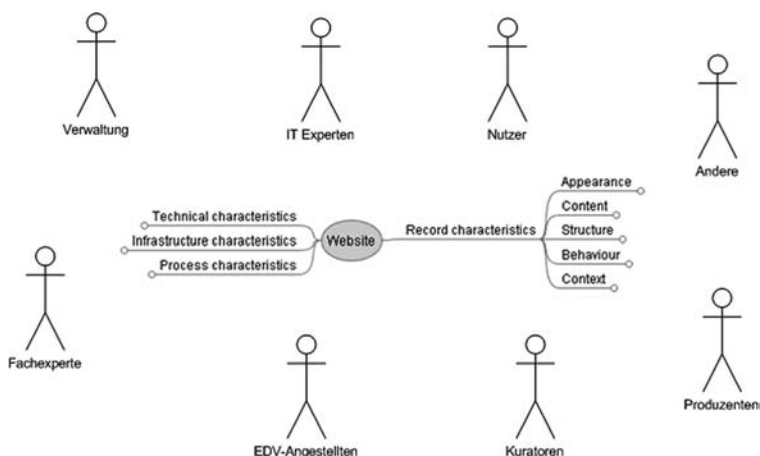 Verwaltung
IT Experten
Nutzer
Andere
Appearance
Technical characteristics
Content
Infrastructure characteristics
Website
Record characteristics
Structure
Process characteristics
Behaviour
Context
Fachexperte
Produzenten
EDV-Angestellten
Kuratoren